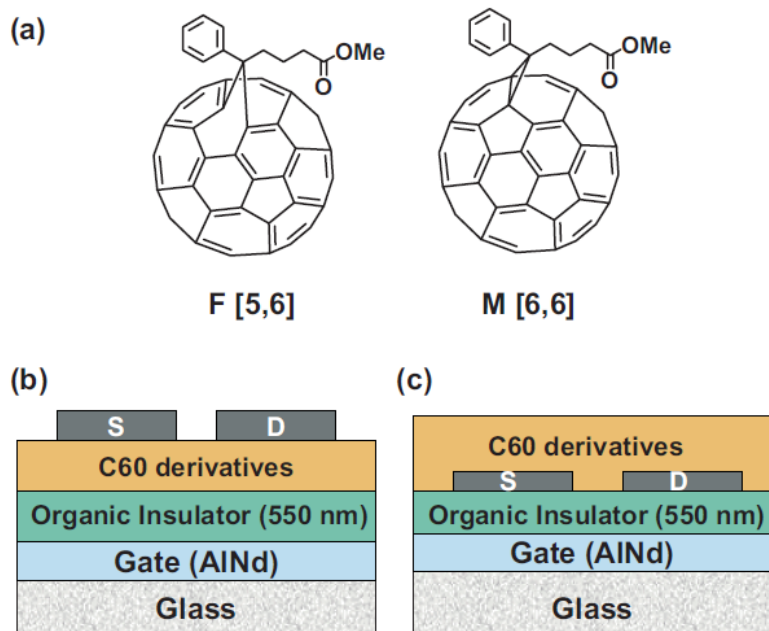 (a)
OMe
O
OMe
O
F [5,6]
M [6,6]
(b)
(c)
S
D
C60 derivatives
Organic Insulator (550 nm)
Gate (AlNd)
Glass
C60 derivatives
S
D
Organic Insulator (550 nm)
Gate (AlNd)
Glass